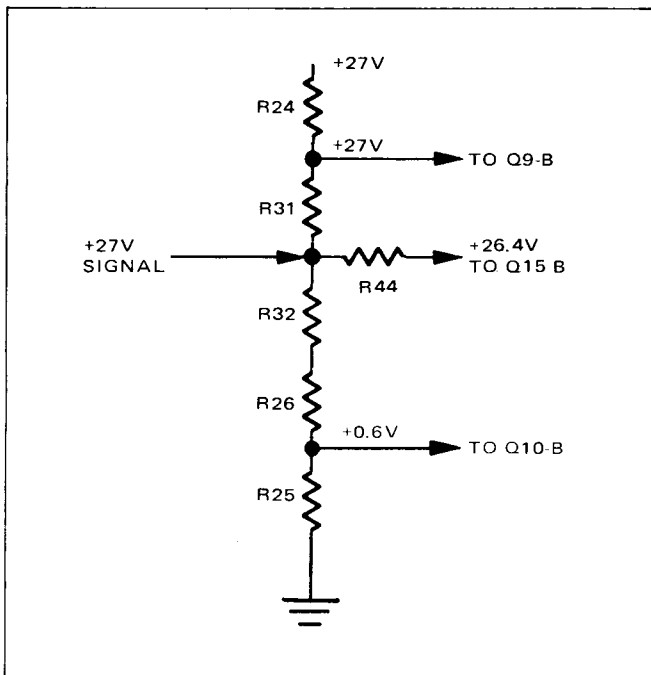 +27V
R24
+27V
TO Q9-B
R31
+27V
SIGNAL
+26.4V
TO Q15 B
R44
R32
R26
+0.6V
TO Q10-B
R25